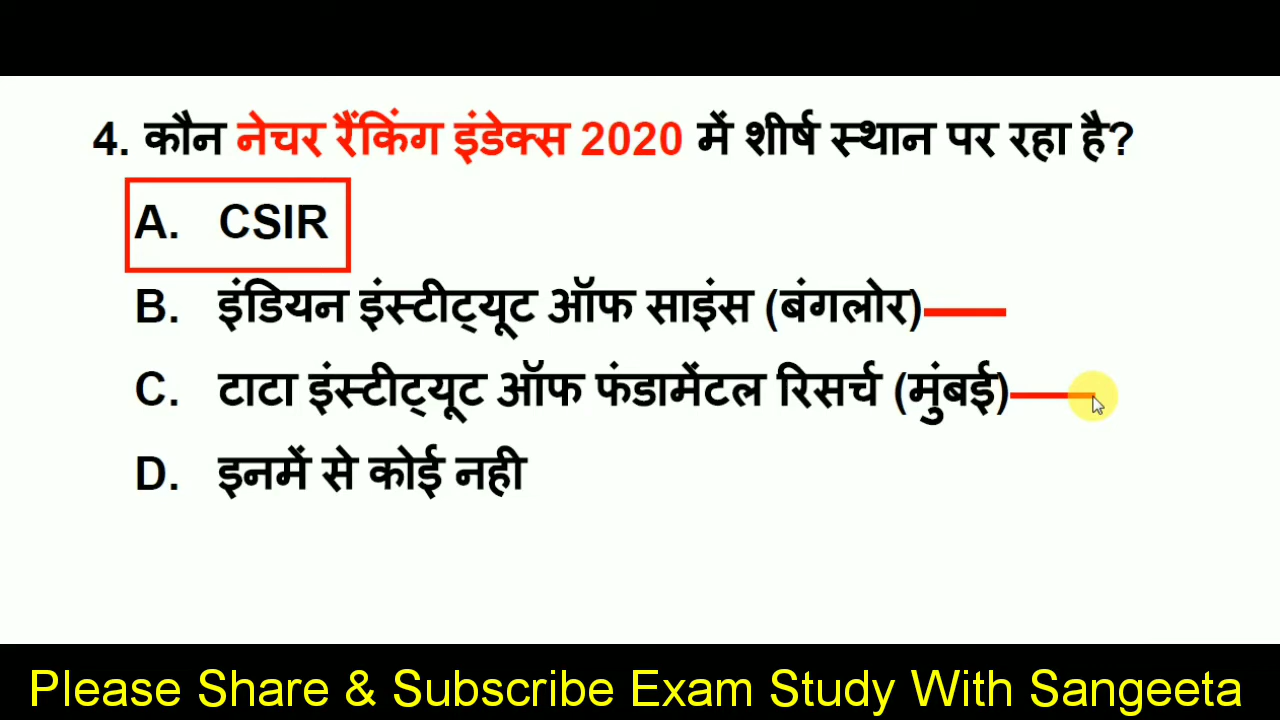 4. कौन नेचर रैंकिंग इंडेक्स 2020 में शीर्ष स्थान पर रहा है?
A. CSIR
B. इंडियन इंस्टीट्यूट ऑफ साइंस (बंगलोर)
C. टाटा इंस्टीट्यूट ऑफ फंडामेंटल रिसर्च (मुंबई)
D. इनमें से कोई नही
Please Share & Subscribe Exam Study With Sangeeta